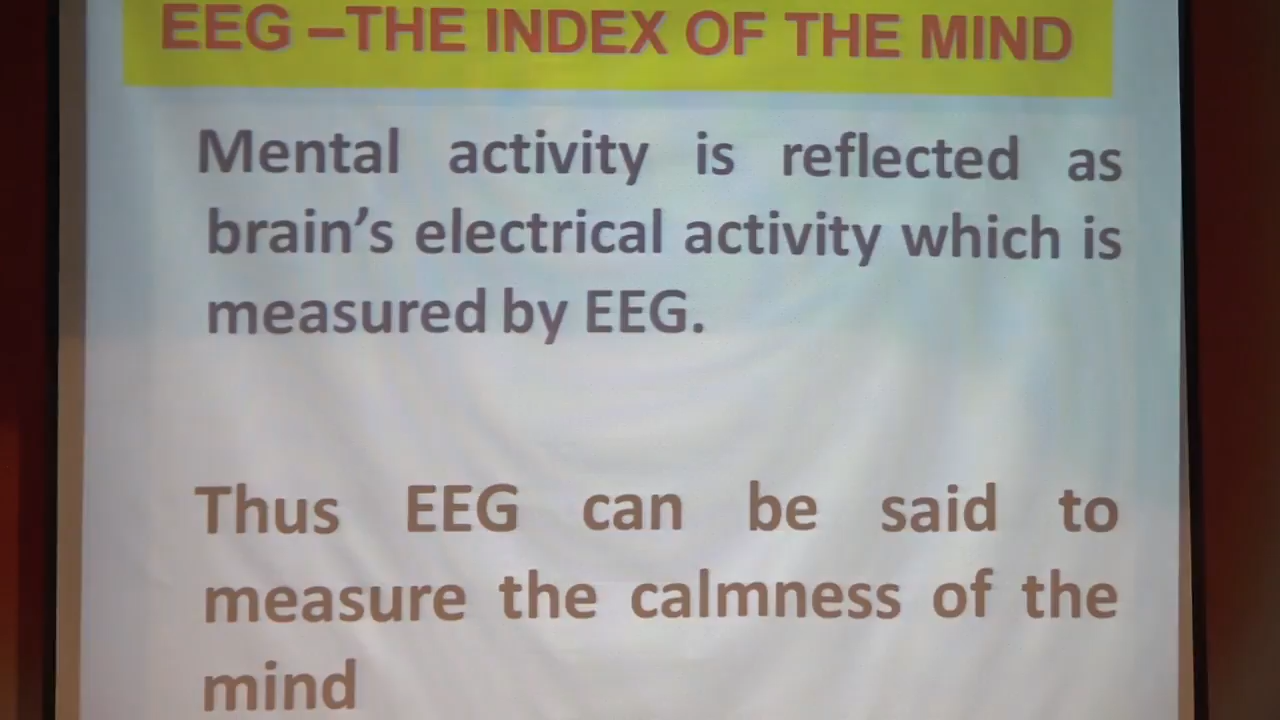 EEG –THE INDEX OF THE MIND
Mental activity is reflected as
brain’s electrical activity which is
measured by EEG.
Thus EEG can be said to
measure the calmness of the
mind